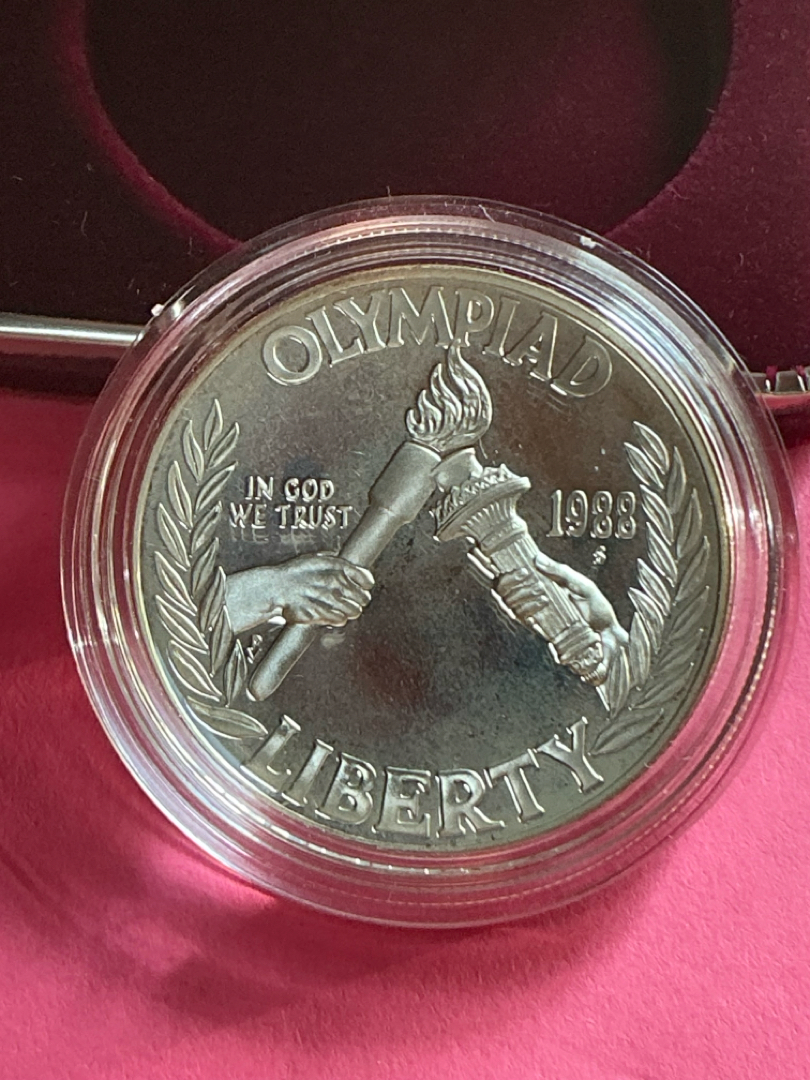 OLYMPIAD
IN GOD
WE TRUST
1988
S
LIBERTY